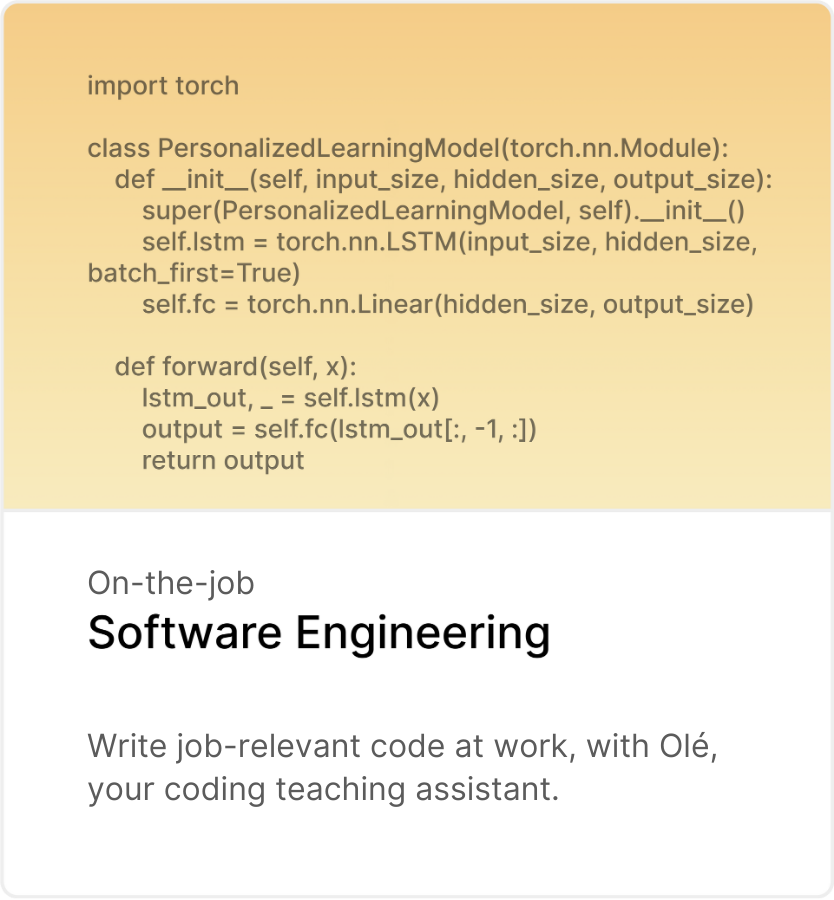 import torch

class PersonalizedLearningModel(torch.nn.Module):
    def __init__(self, input_size, hidden_size, output_size):
        super(PersonalizedLearningModel, self).__init__()
        self.lstm = torch.nn.LSTM(input_size, hidden_size,
batch_first=True)
        self.fc = torch.nn.Linear(hidden_size, output_size)

    def forward(self, x):
        lstm_out, _ = self.lstm(x)
        output = self.fc(lstm_out[:, -1, :])
        return output

On-the-job
Software Engineering
Write job-relevant code at work, with Olé,
your coding teaching assistant.